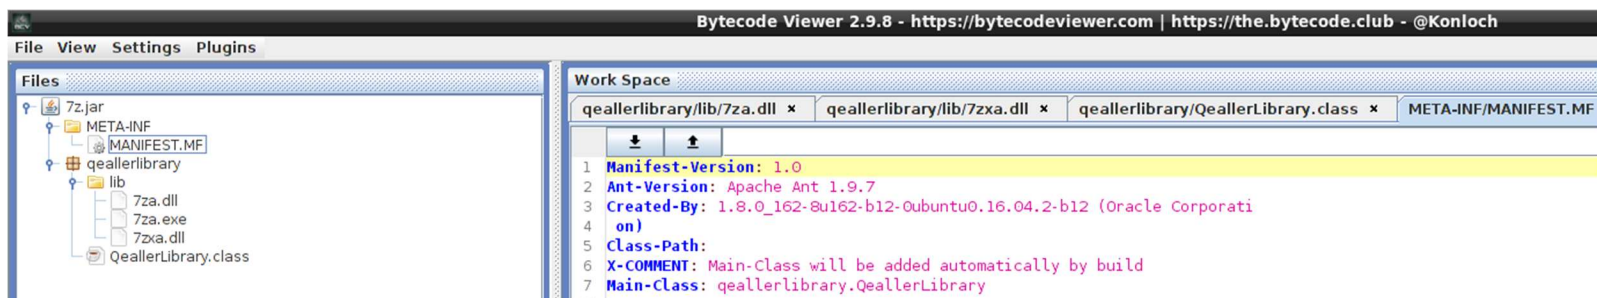 Bytecode Viewer 2.9.8 - https://bytecodeviewer.com | https://the.bytecode.club - @Konloch
File View Settings Plugins
Files
7z.jar
META-INF
MANIFEST.MF
qeallerlibrary
lib
7za.dll
7za.exe
7zxa.dll
QeallerLibrary.class
Work Space
qeallerlibrary/lib/7za.dll × qeallerlibrary/lib/7zxa.dll × qeallerlibrary/QeallerLibrary.class × META-INF/MANIFEST.MF
1 Manifest-Version: 1.0
2 Ant-Version: Apache Ant 1.9.7
3 Created-By: 1.8.0_162-8u162-b12-0ubuntu0.16.04.2-b12 (Oracle Corporati
4 on)
5 Class-Path:
6 X-COMMENT: Main-Class will be added automatically by build
7 Main-Class: qeallerlibrary.QeallerLibrary